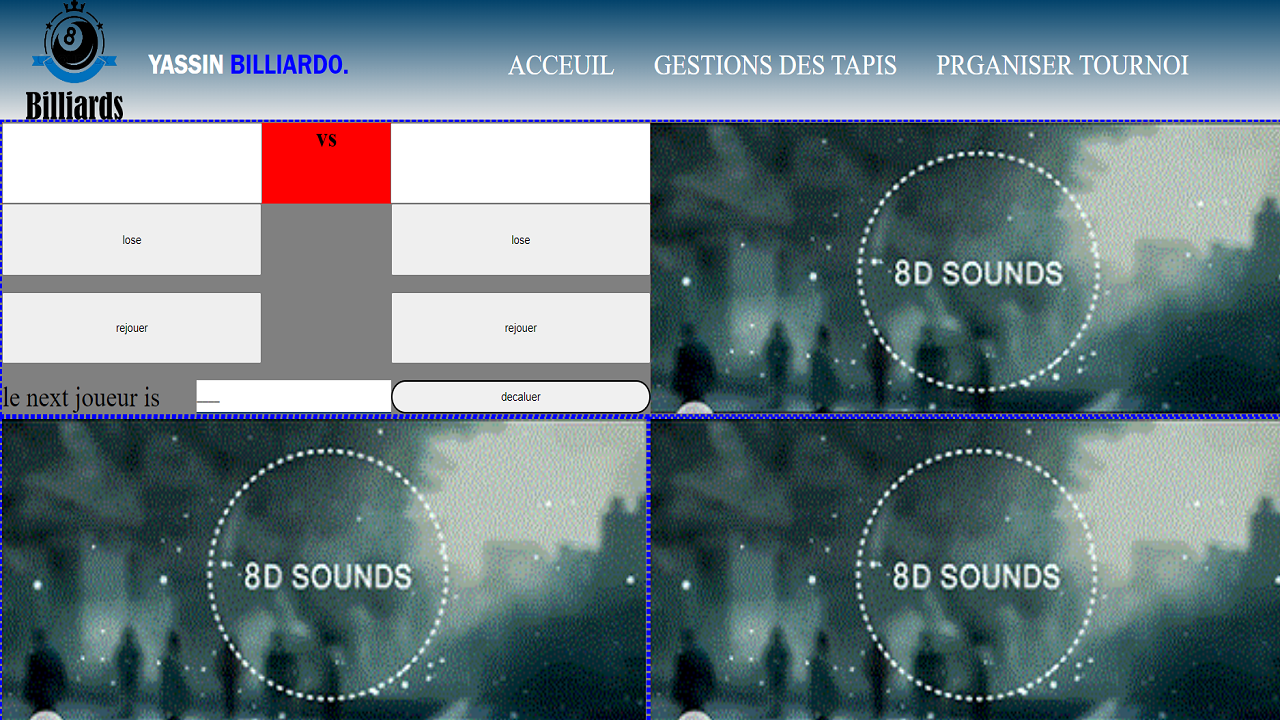 8
Billiards
YASSIN BILLIARDO.
ACCEUIL
GESTIONS DES TAPIS
PRGANISER TOURNOI
vs
lose
lose
rejouer
rejouer
le next joueur is
__
decaluer
8D SOUNDS
8D SOUNDS
8D SOUNDS